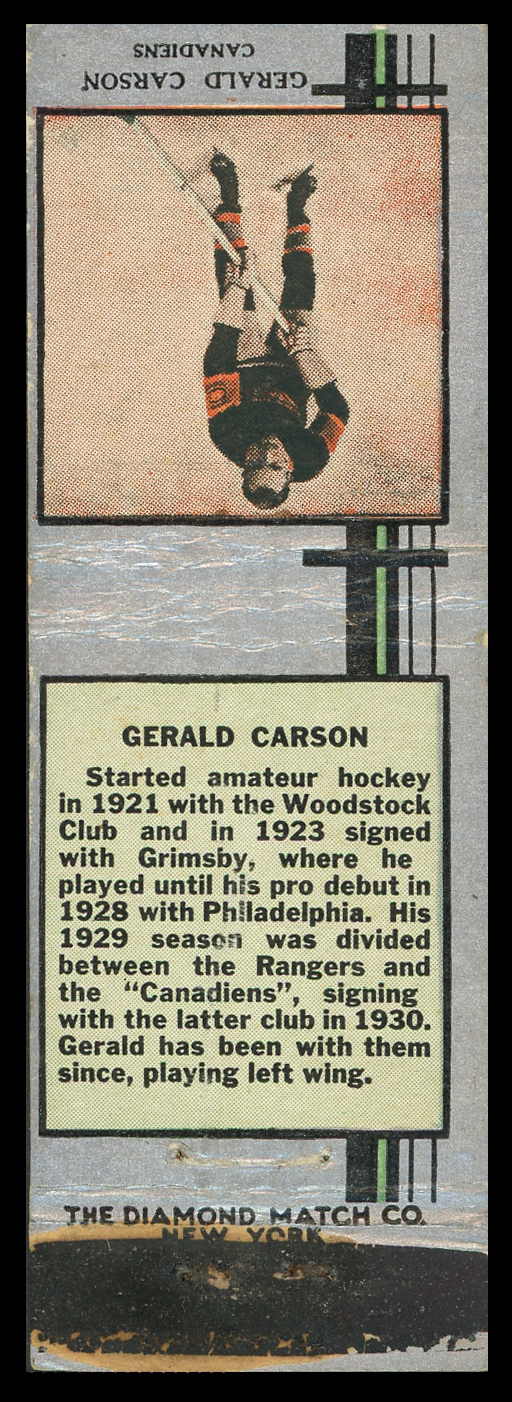 GERALD CARSON
CANADIENS
GERALD CARSON
Started amateur hockey
in 1921 with the Woodstock
Club and in 1923 signed
with Grimsby, where he
played until his pro debut in
1928 with Philadelphia. His
1929 season was divided
between the Rangers and
the “Canadiens”, signing
with the latter club in 1930.
Gerald has been with them
since, playing left wing.
THE DIAMOND MATCH CO.
NEW YORK